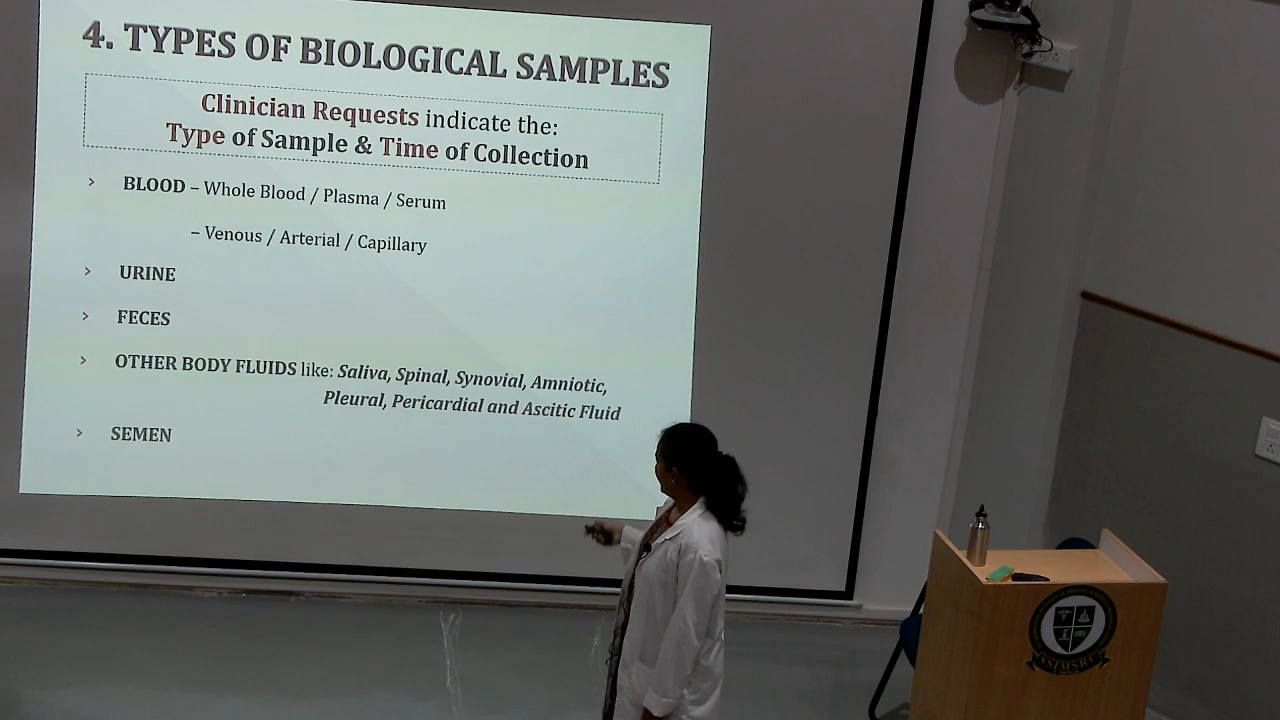 4. TYPES OF BIOLOGICAL SAMPLES
Clinician Requests indicate the:
Type of Sample & Time of Collection
> BLOOD – Whole Blood / Plasma / Serum
– Venous / Arterial / Capillary
> URINE
> FECES
> OTHER BODY FLUIDS like: Saliva, Spinal, Synovial, Amniotic,
Pleural, Pericardial and Ascitic Fluid
> SEMEN
SSIMSRC